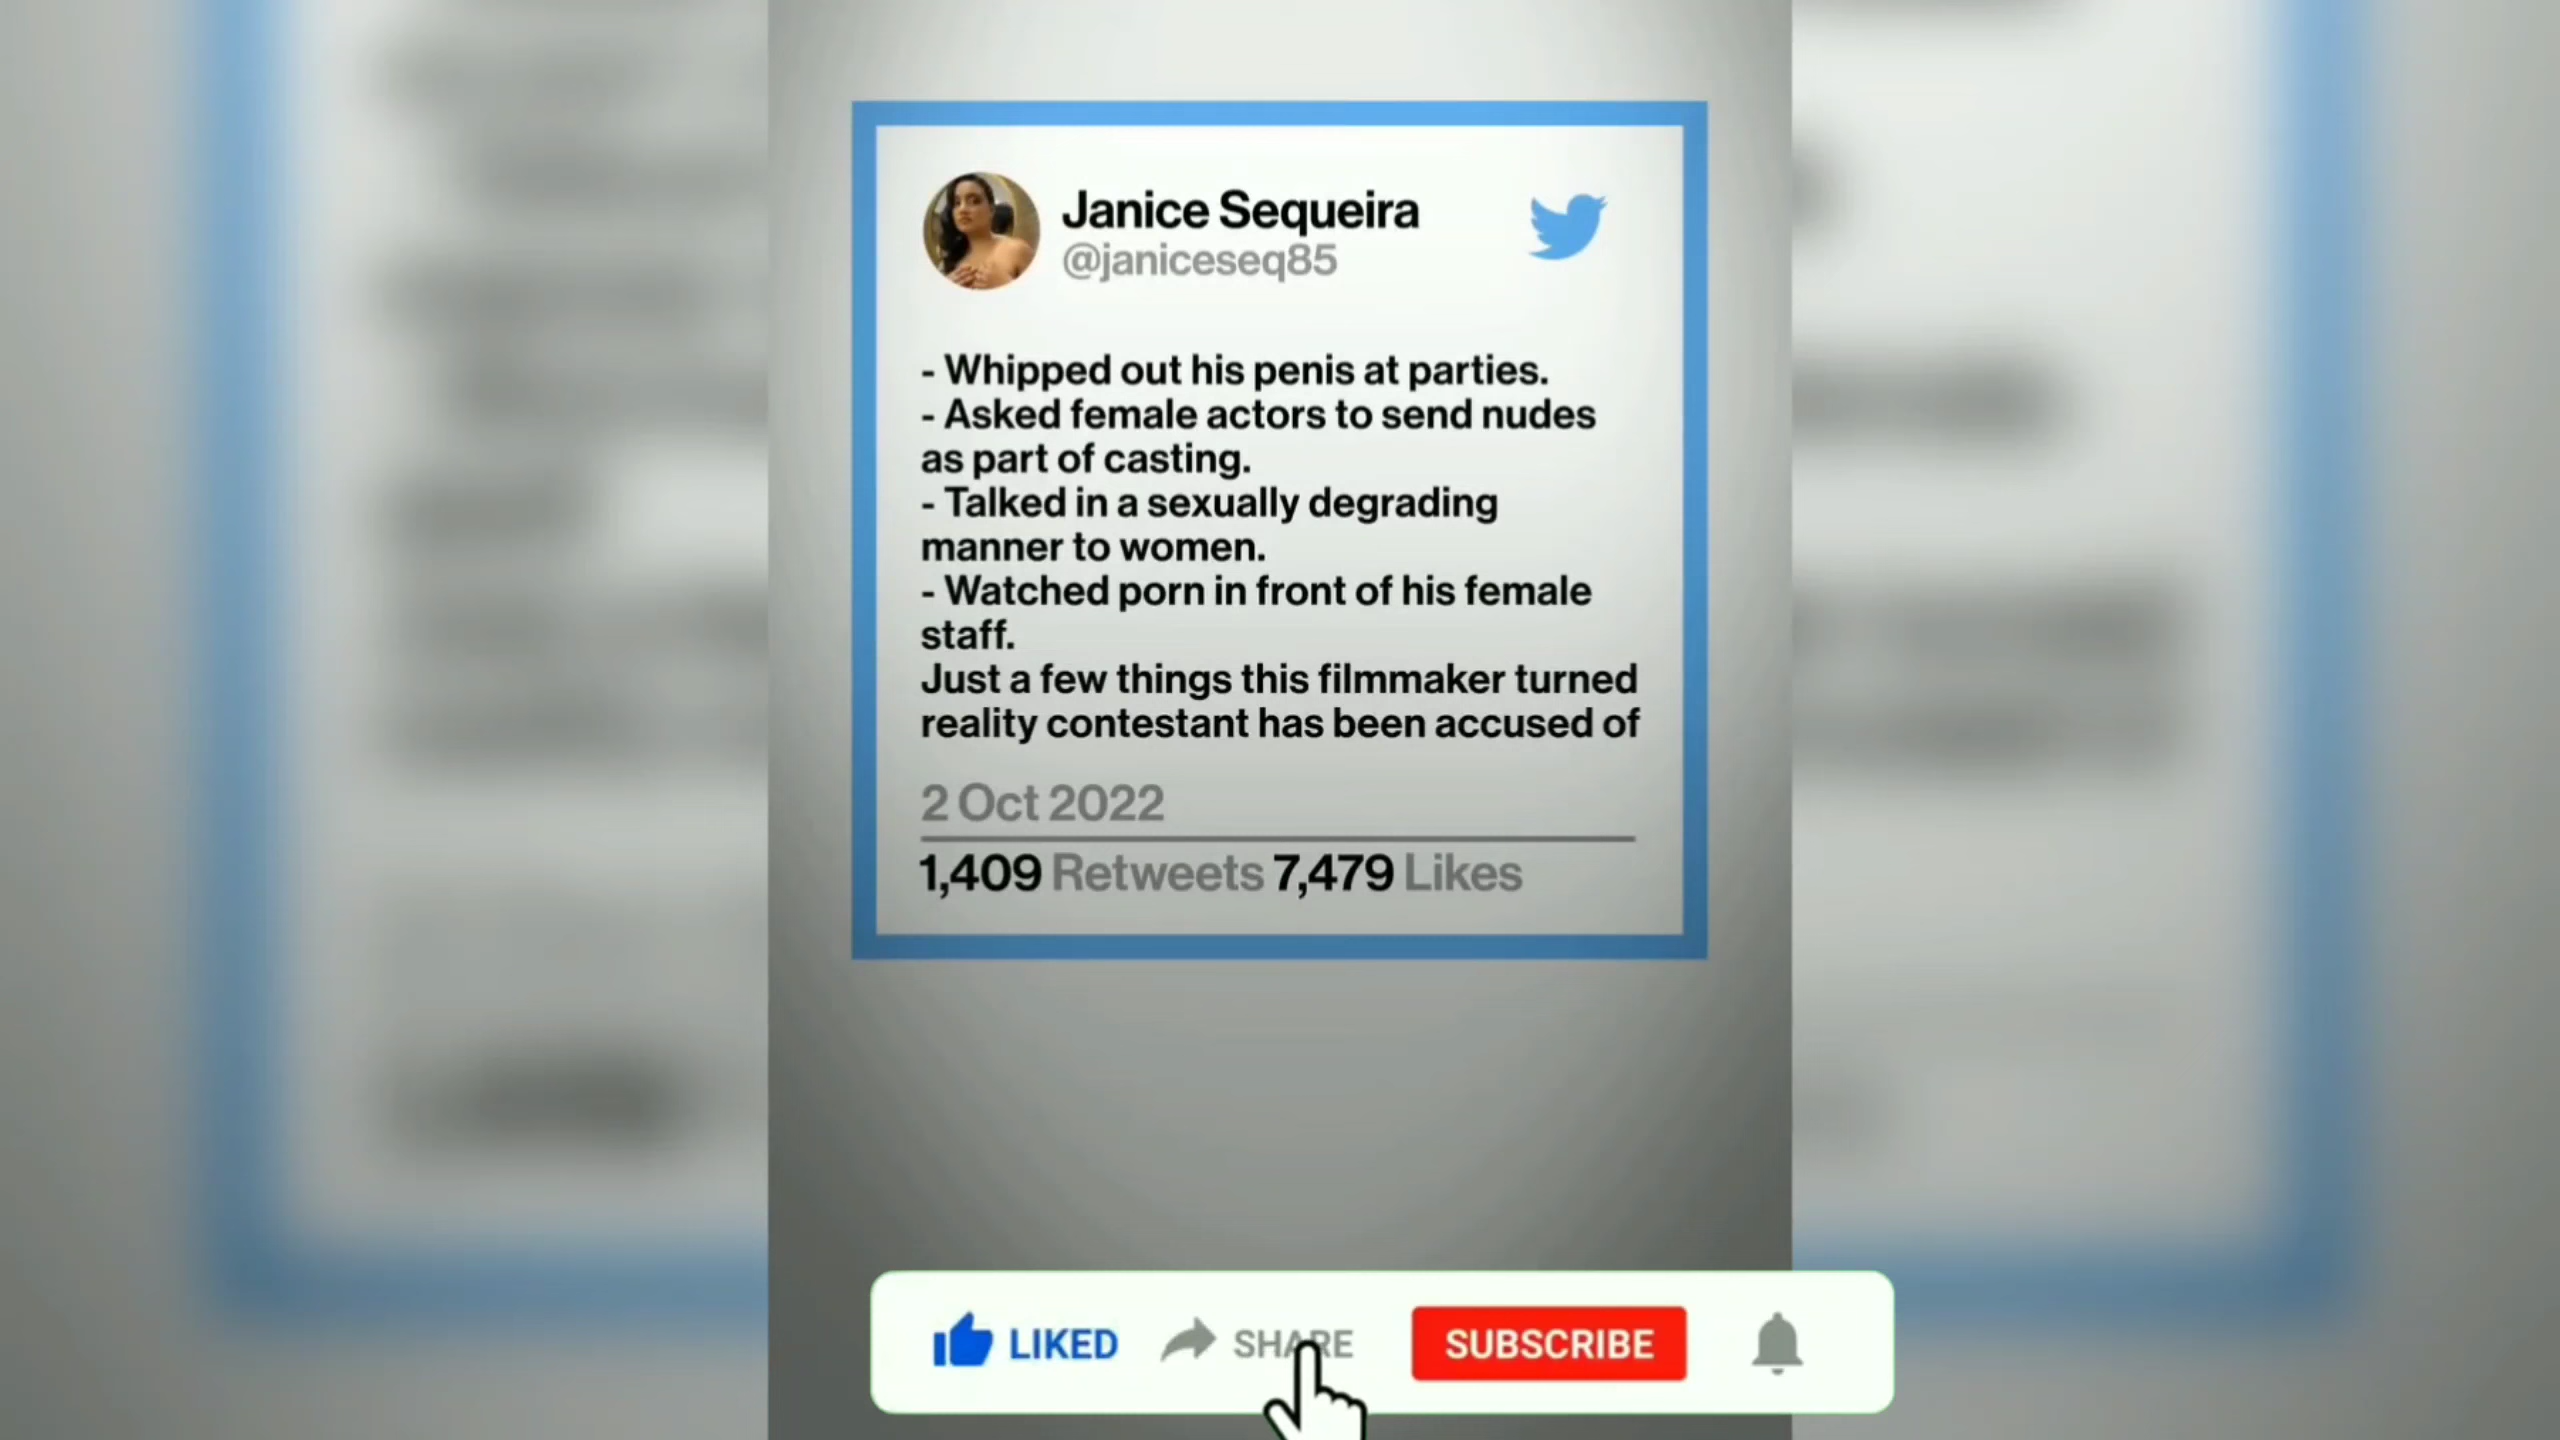 Janice Sequeira
@janiceseq85
- Whipped out his penis at parties.
- Asked female actors to send nudes
as part of casting.
- Talked in a sexually degrading
manner to women.
- Watched porn in front of his female
staff.
Just a few things this filmmaker turned
reality contestant has been accused of
2 Oct 2022
1,409 Retweets 7,479 Likes
LIKED SHARE SUBSCRIBE